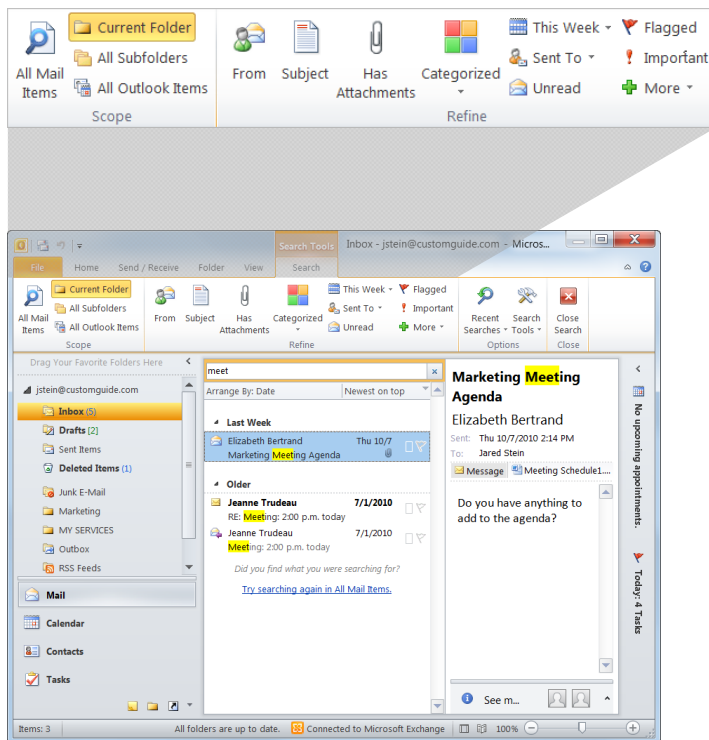 Current Folder
All Subfolders
All Outlook Items
All Mail
Items
Scope
From
Subject
Has
Attachments
Categorized
This Week
Sent To
Unread
Flagged
Important
More
Refine
Search Tools
Inbox - jstein@customguide.com - Micros...
File
Home
Send / Receive
Folder
View
Search
All Mail
Items
Current Folder
All Subfolders
All Outlook Items
Scope
From
Subject
Has
Attachments
Categorized
This Week
Sent To
Unread
Flagged
Important
More
Refine
Recent
Searches
Search
Tools
Options
Close
Search
Close
Drag Your Favorite Folders Here
jstein@customguide.com
Inbox (5)
Drafts [2]
Sent Items
Deleted Items (1)
Junk E-Mail
Marketing
MY SERVICES
Outbox
RSS Feeds
Mail
Calendar
Contacts
Tasks
meet
Arrange By: Date
Newest on top
Last Week
Elizabeth Bertrand Thu 10/7
Marketing Meeting Agenda
Older
Jeanne Trudeau 7/1/2010
RE: Meeting: 2:00 p.m. today
Jeanne Trudeau 7/1/2010
Meeting: 2:00 p.m. today
Did you find what you were searching for?
Try searching again in All Mail Items.
Marketing Meeting
Agenda
Elizabeth Bertrand
Sent: Thu 10/7/2010 2:14 PM
To: Jared Stein
Message
Meeting Schedule1....
Do you have anything to
add to the agenda?
See m...
No upcoming appointments.
Today: 4 Tasks
Items: 3
All folders are up to date.
Connected to Microsoft Exchange
100%